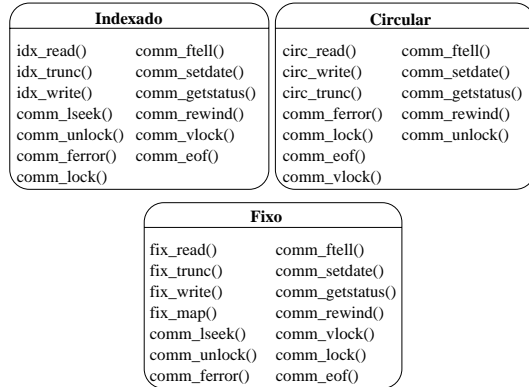 Indexado
idx_read() comm_ftell()
idx_trunc() comm_setdate()
idx_write() comm_getstatus()
comm_lseek() comm_rewind()
comm_unlock() comm_vlock()
comm_ferror() comm_eof()
comm_lock()
Circular
circ_read() comm_ftell()
circ_write() comm_setdate()
circ_trunc() comm_getstatus()
comm_ferror() comm_rewind()
comm_lock() comm_unlock()
comm_eof()
comm_vlock()
Fixo
fix_read() comm_ftell()
fix_trunc() comm_setdate()
fix_write() comm_getstatus()
fix_map() comm_rewind()
comm_lseek() comm_vlock()
comm_unlock() comm_lock()
comm_ferror() comm_eof()